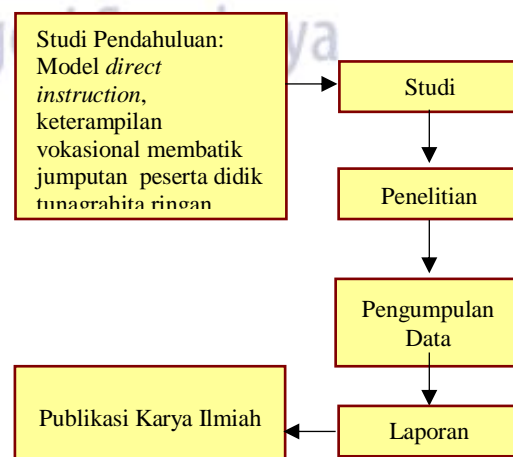 Studi Pendahuluan:
Model direct
instruction,
keterampilan
vokasional membatik
jumputan peserta didik
tunagrahita ringan
Studi
Penelitian
Pengumpulan
Data
Laporan
Publikasi Karya Ilmiah